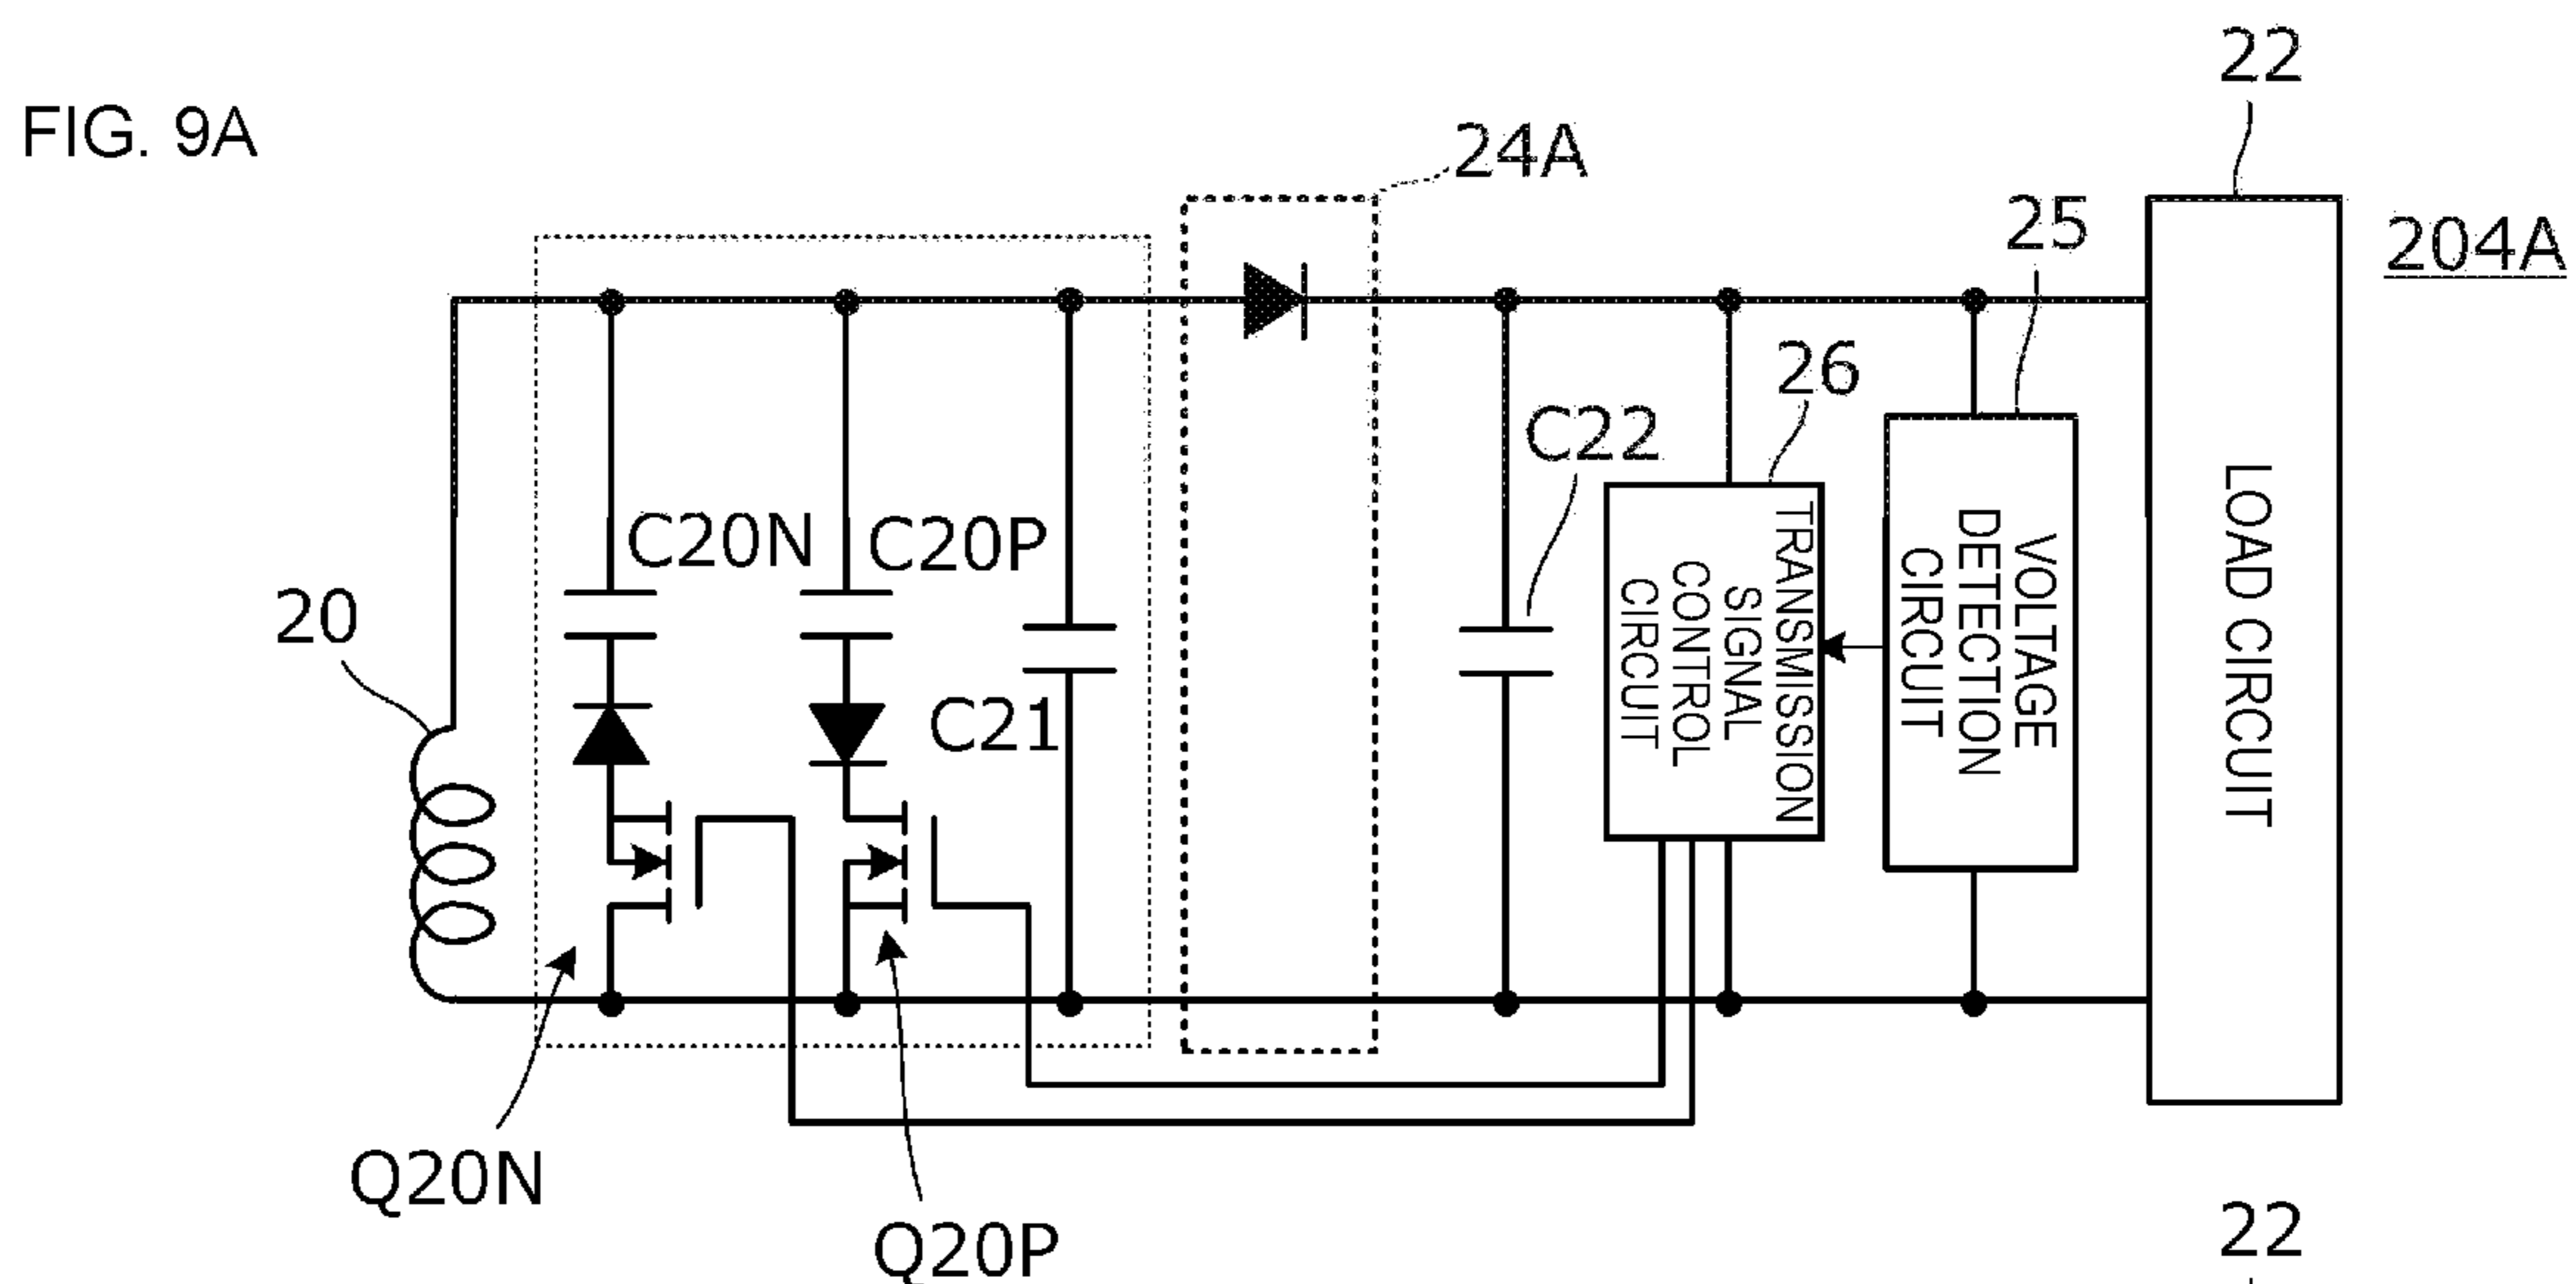 FIG. 9A
22
24A
25
204A
26
C22
C20N
C20P
20
C21
TRANSMISSION
SIGNAL
CONTROL
CIRCUIT
VOLTAGE
DETECTION
CIRCUIT
LOAD CIRCUIT
Q20N
Q20P
22